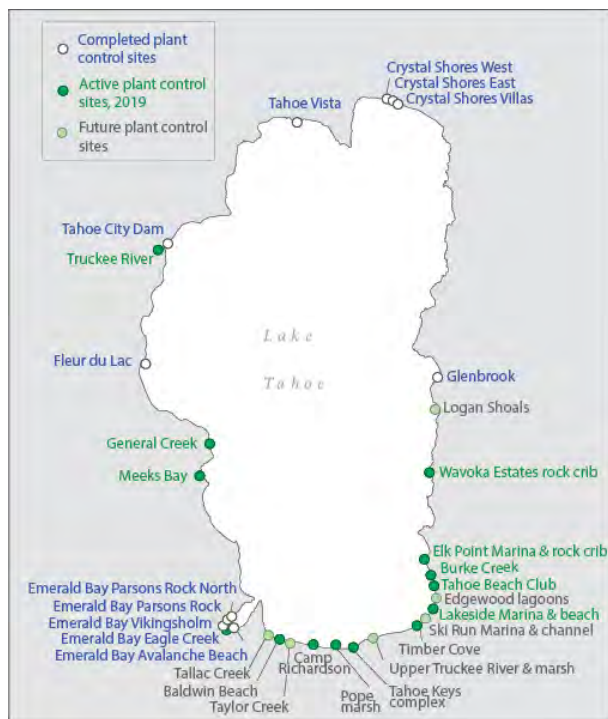 Completed plant
control sites
Active plant control
sites, 2019
Future plant control
sites
Crystal Shores West
Crystal Shores East
Crystal Shores Villas
Tahoe Vista
Tahoe City Dam
Truckee River
Lake
Tahoe
Fleur du Lac
Glenbrook
Logan Shoals
General Creek
Meeks Bay
Wavoka Estates rock crib
Elk Point Marina & rock crib
Burke Creek
Tahoe Beach Club
Edgewood lagoons
Lakeside Marina & beach
Ski Run Marina & channel
Timber Cove
Emerald Bay Parsons Rock North
Emerald Bay Parsons Rock
Emerald Bay Vikingsholm
Emerald Bay Eagle Creek
Emerald Bay Avalanche Beach
Tallac Creek
Baldwin Beach
Taylor Creek
Camp
Richardson
Pope
marsh
Tahoe Keys
complex
Upper Truckee River & marsh